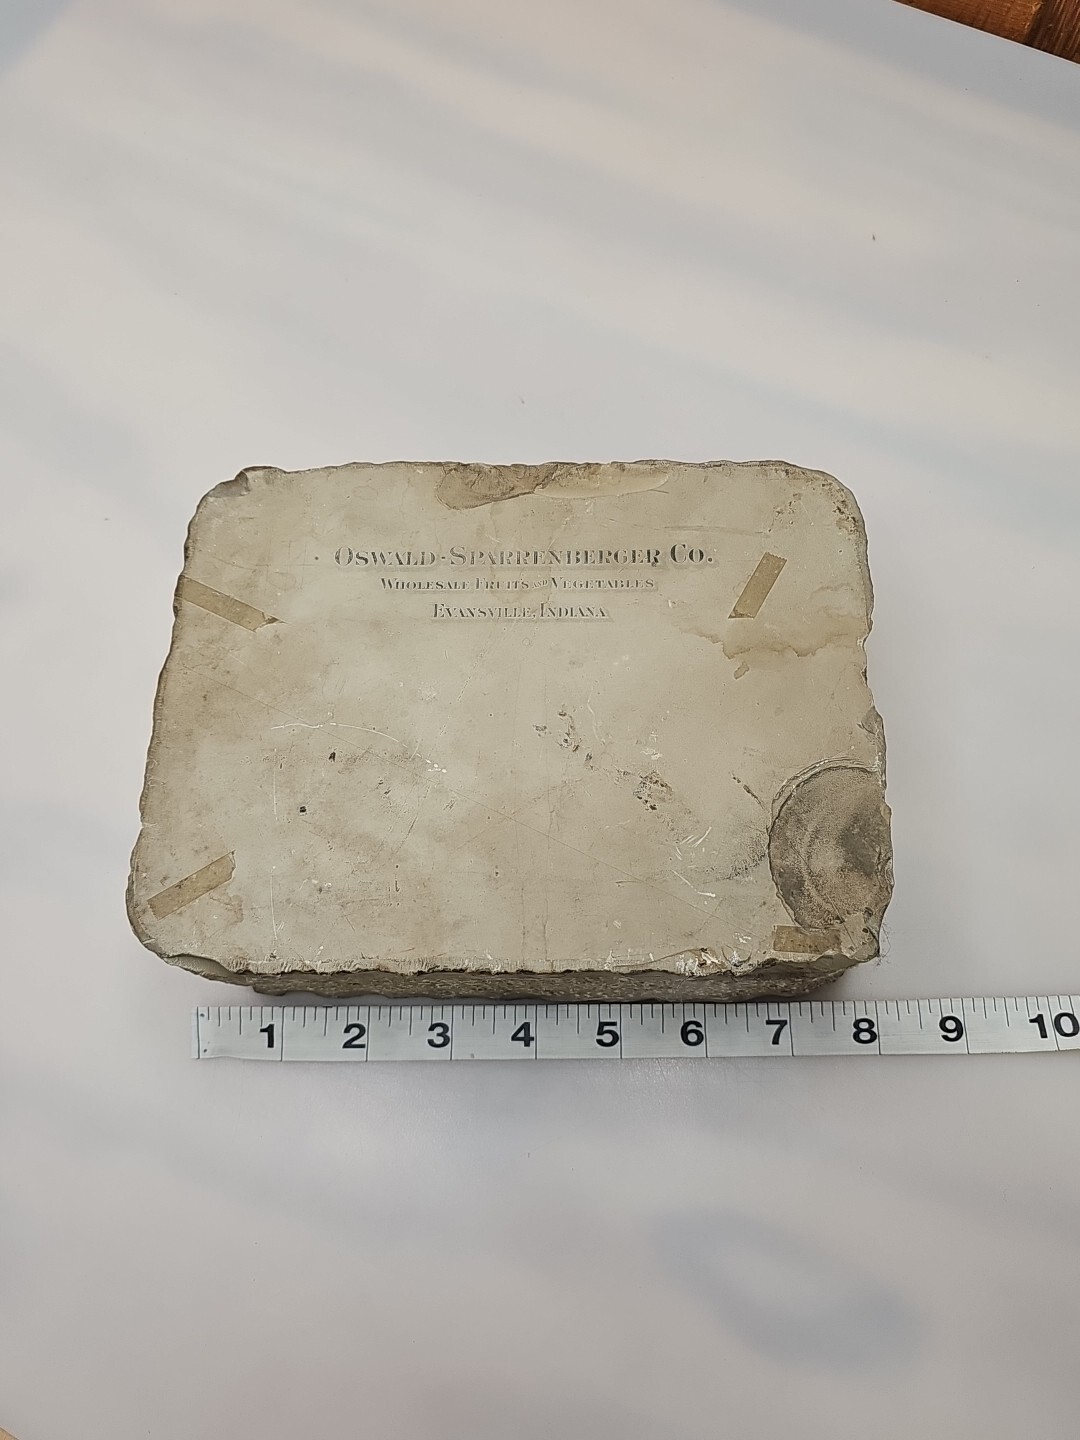 OSWALD-SPARRENBERGER CO.
WHOLESALE FRUITS AND VEGETABLES
EVANSVILLE, INDIANA
1 2 3 4 5 6 7 8 9 10